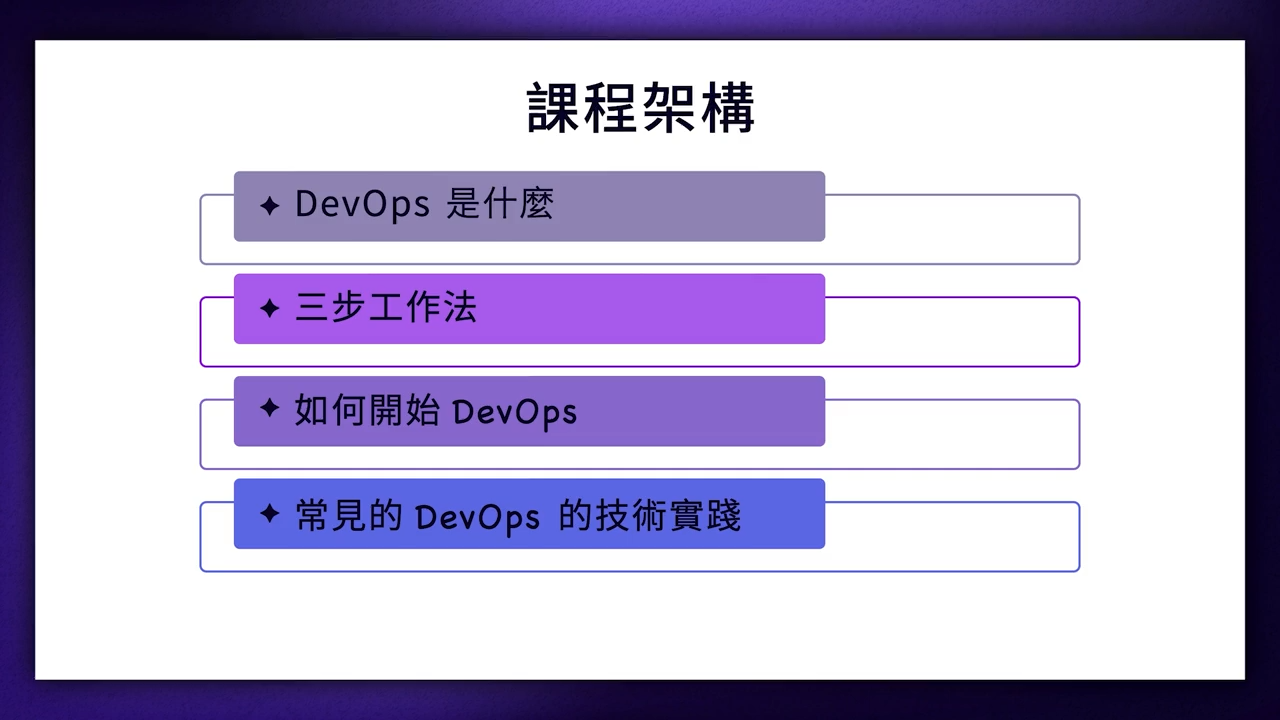 課程架構
✦ DevOps 是什麼
✦ 三步工作法
✦ 如何開始 DevOps
✦ 常見的 DevOps 的技術實踐